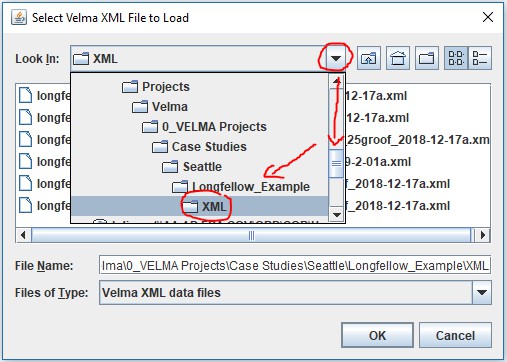 Select Velma XML File to Load
Look In: XML
Projects
Velma
0_VELMA Projects
Case Studies
Seattle
Longfellow_Example
XML
longfe
longfe
longfe
longfe
longfe
longfe
12-17a.xml
12-17a.xml
25groof_2018-12-17a.xm
9-2-01a.xml
f_2018-12-17a.xml
f_2018-12-17a.xml
File Name: lma\0_VELMA Projects\Case Studies\Seattle\Longfellow_Example\XML
Files of Type: Velma XML data files
OK Cancel